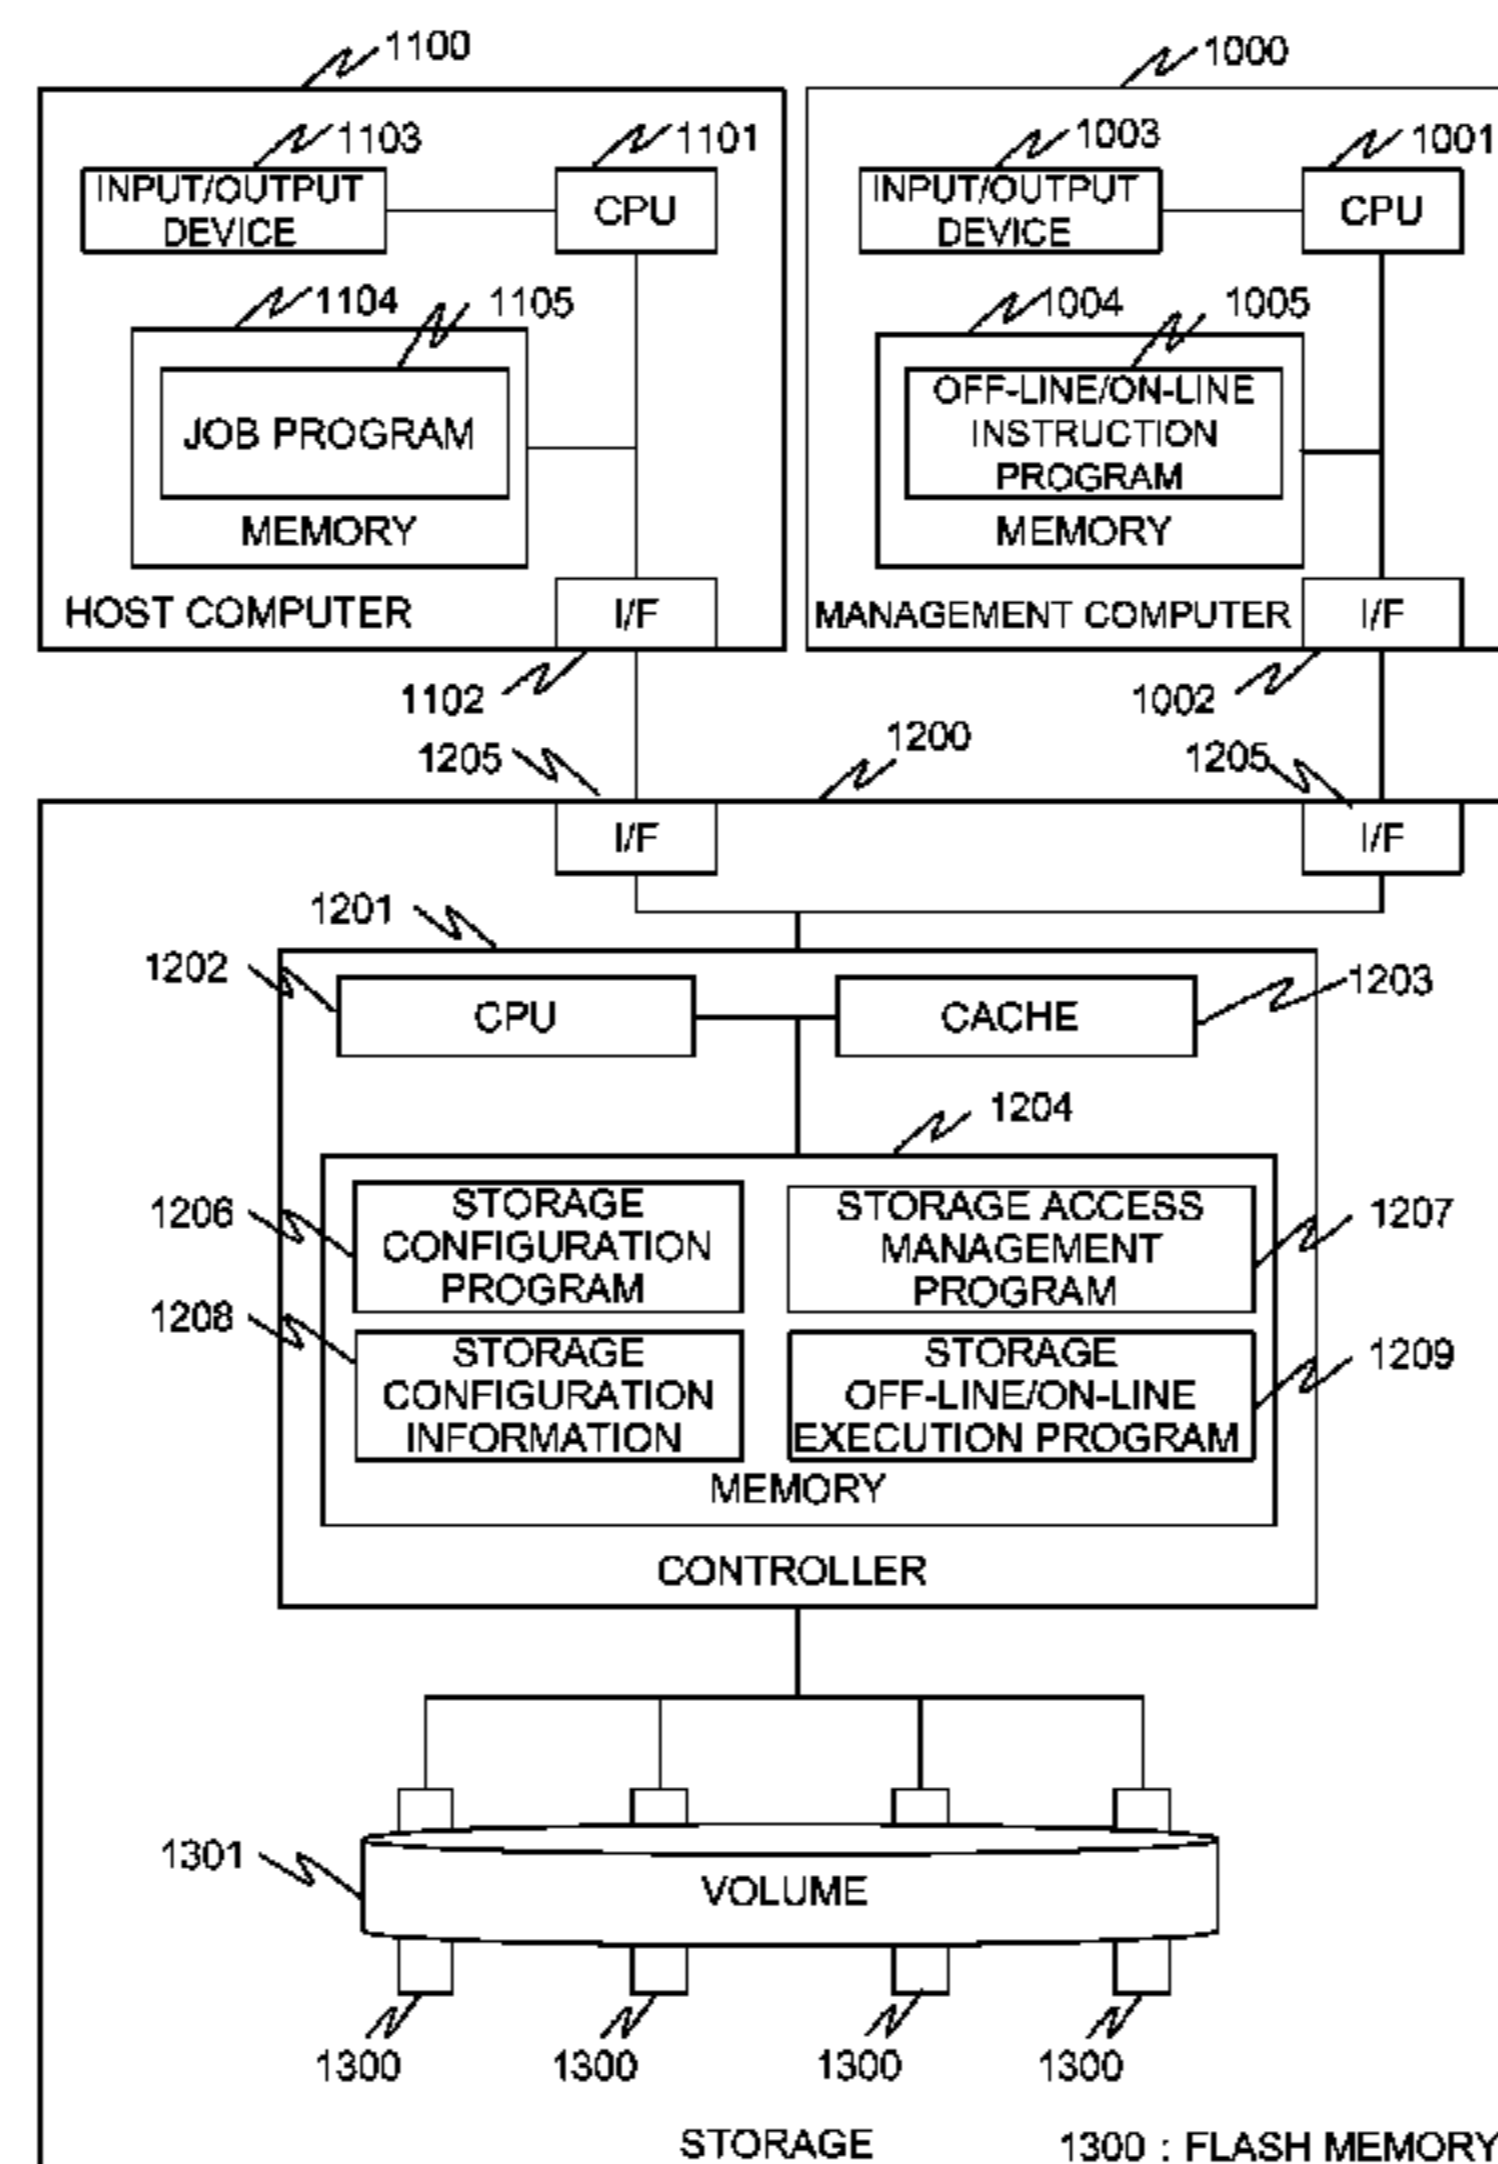 1100
1000
1103
1101
1003
1001
INPUT/OUTPUT
DEVICE
CPU
INPUT/OUTPUT
DEVICE
CPU
1104
1105
1004
1005
JOB PROGRAM
MEMORY
OFF-LINE/ON-LINE
INSTRUCTION
PROGRAM
MEMORY
HOST COMPUTER
I/F
MANAGEMENT COMPUTER
I/F
1102
1002
1205
1200
1205
I/F
I/F
1201
1202
CPU
CACHE
1203
1204
1206
STORAGE
CONFIGURATION
PROGRAM
STORAGE ACCESS
MANAGEMENT
PROGRAM
1207
1208
STORAGE
CONFIGURATION
INFORMATION
STORAGE
OFF-LINE/ON-LINE
EXECUTION PROGRAM
1209
MEMORY
CONTROLLER
1301
VOLUME
1300
1300
1300
1300
STORAGE
1300 : FLASH MEMORY